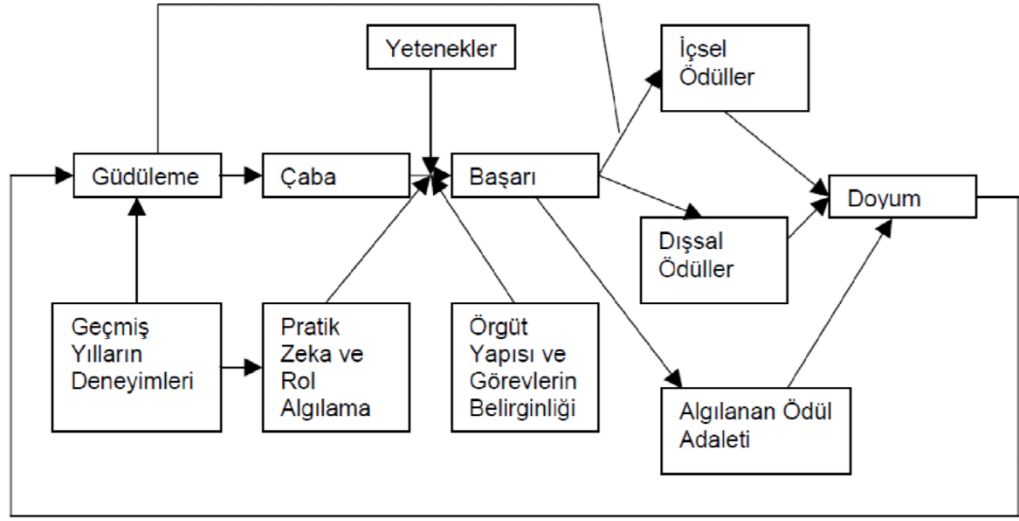 Yetenekler
İçsel
Ödüller
Güdüleme
Çaba
Başarı
Doyum
Dışsal
Ödüller
Geçmiş
Yılların
Deneyimleri
Pratik
Zeka ve
Rol
Algılama
Örgüt
Yapısı ve
Görevlerin
Belirginliği
Algılanan Ödül
Adaleti